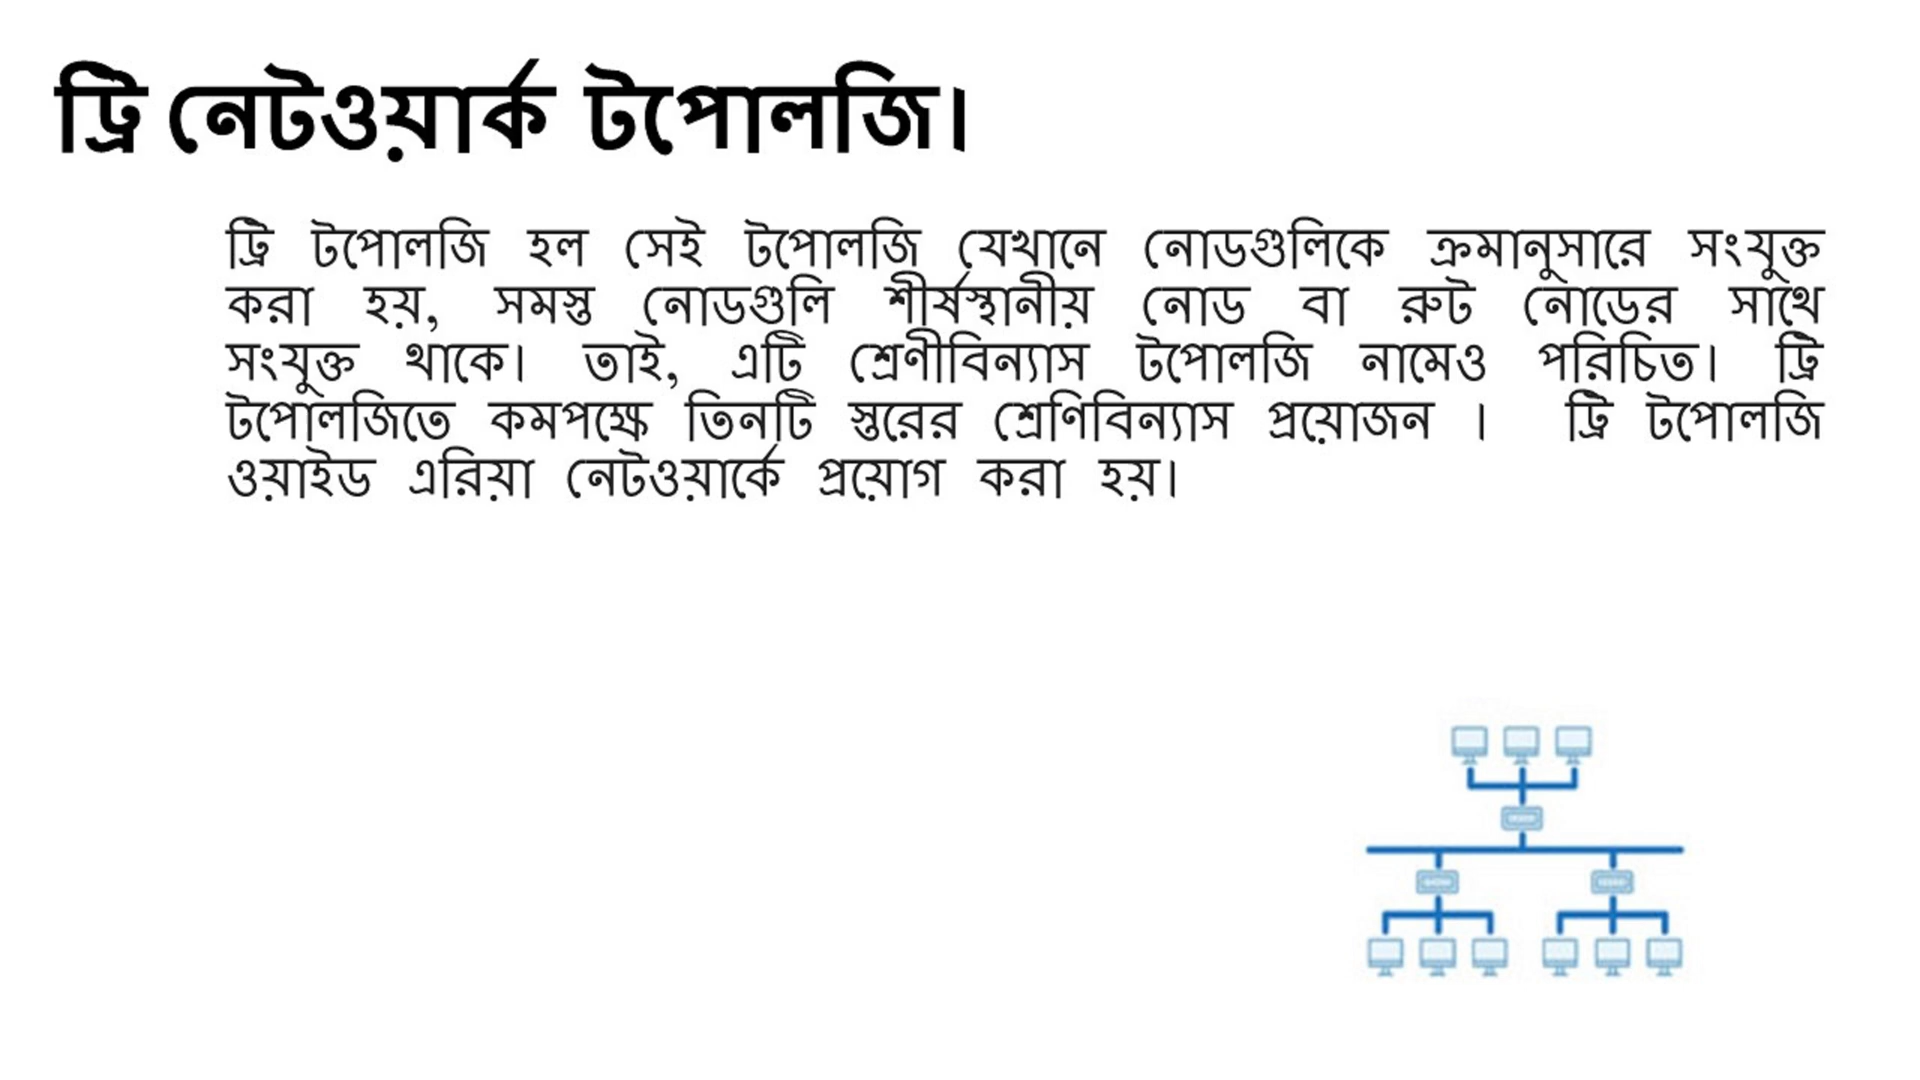 ট্রি নেটওয়ার্ক টপোলজি।
ট্রি টপোলজি হল সেই টপোলজি যেখানে নোডগুলিকে ক্রমানুসারে সংযুক্ত
করা হয়, সমস্ত নোডগুলি শীর্ষস্থানীয় নোড বা রুট নোডের সাথে
সংযুক্ত থাকে। তাই, এটি শ্রেণীবিন্যাস টপোলজি নামেও পরিচিত। ট্রি
টপোলজিতে কমপক্ষে তিনটি স্তরের শ্রেণিবিন্যাস প্রয়োজন । ট্রি টপোলজি
ওয়াইড এরিয়া নেটওয়ার্কে প্রয়োগ করা হয়।